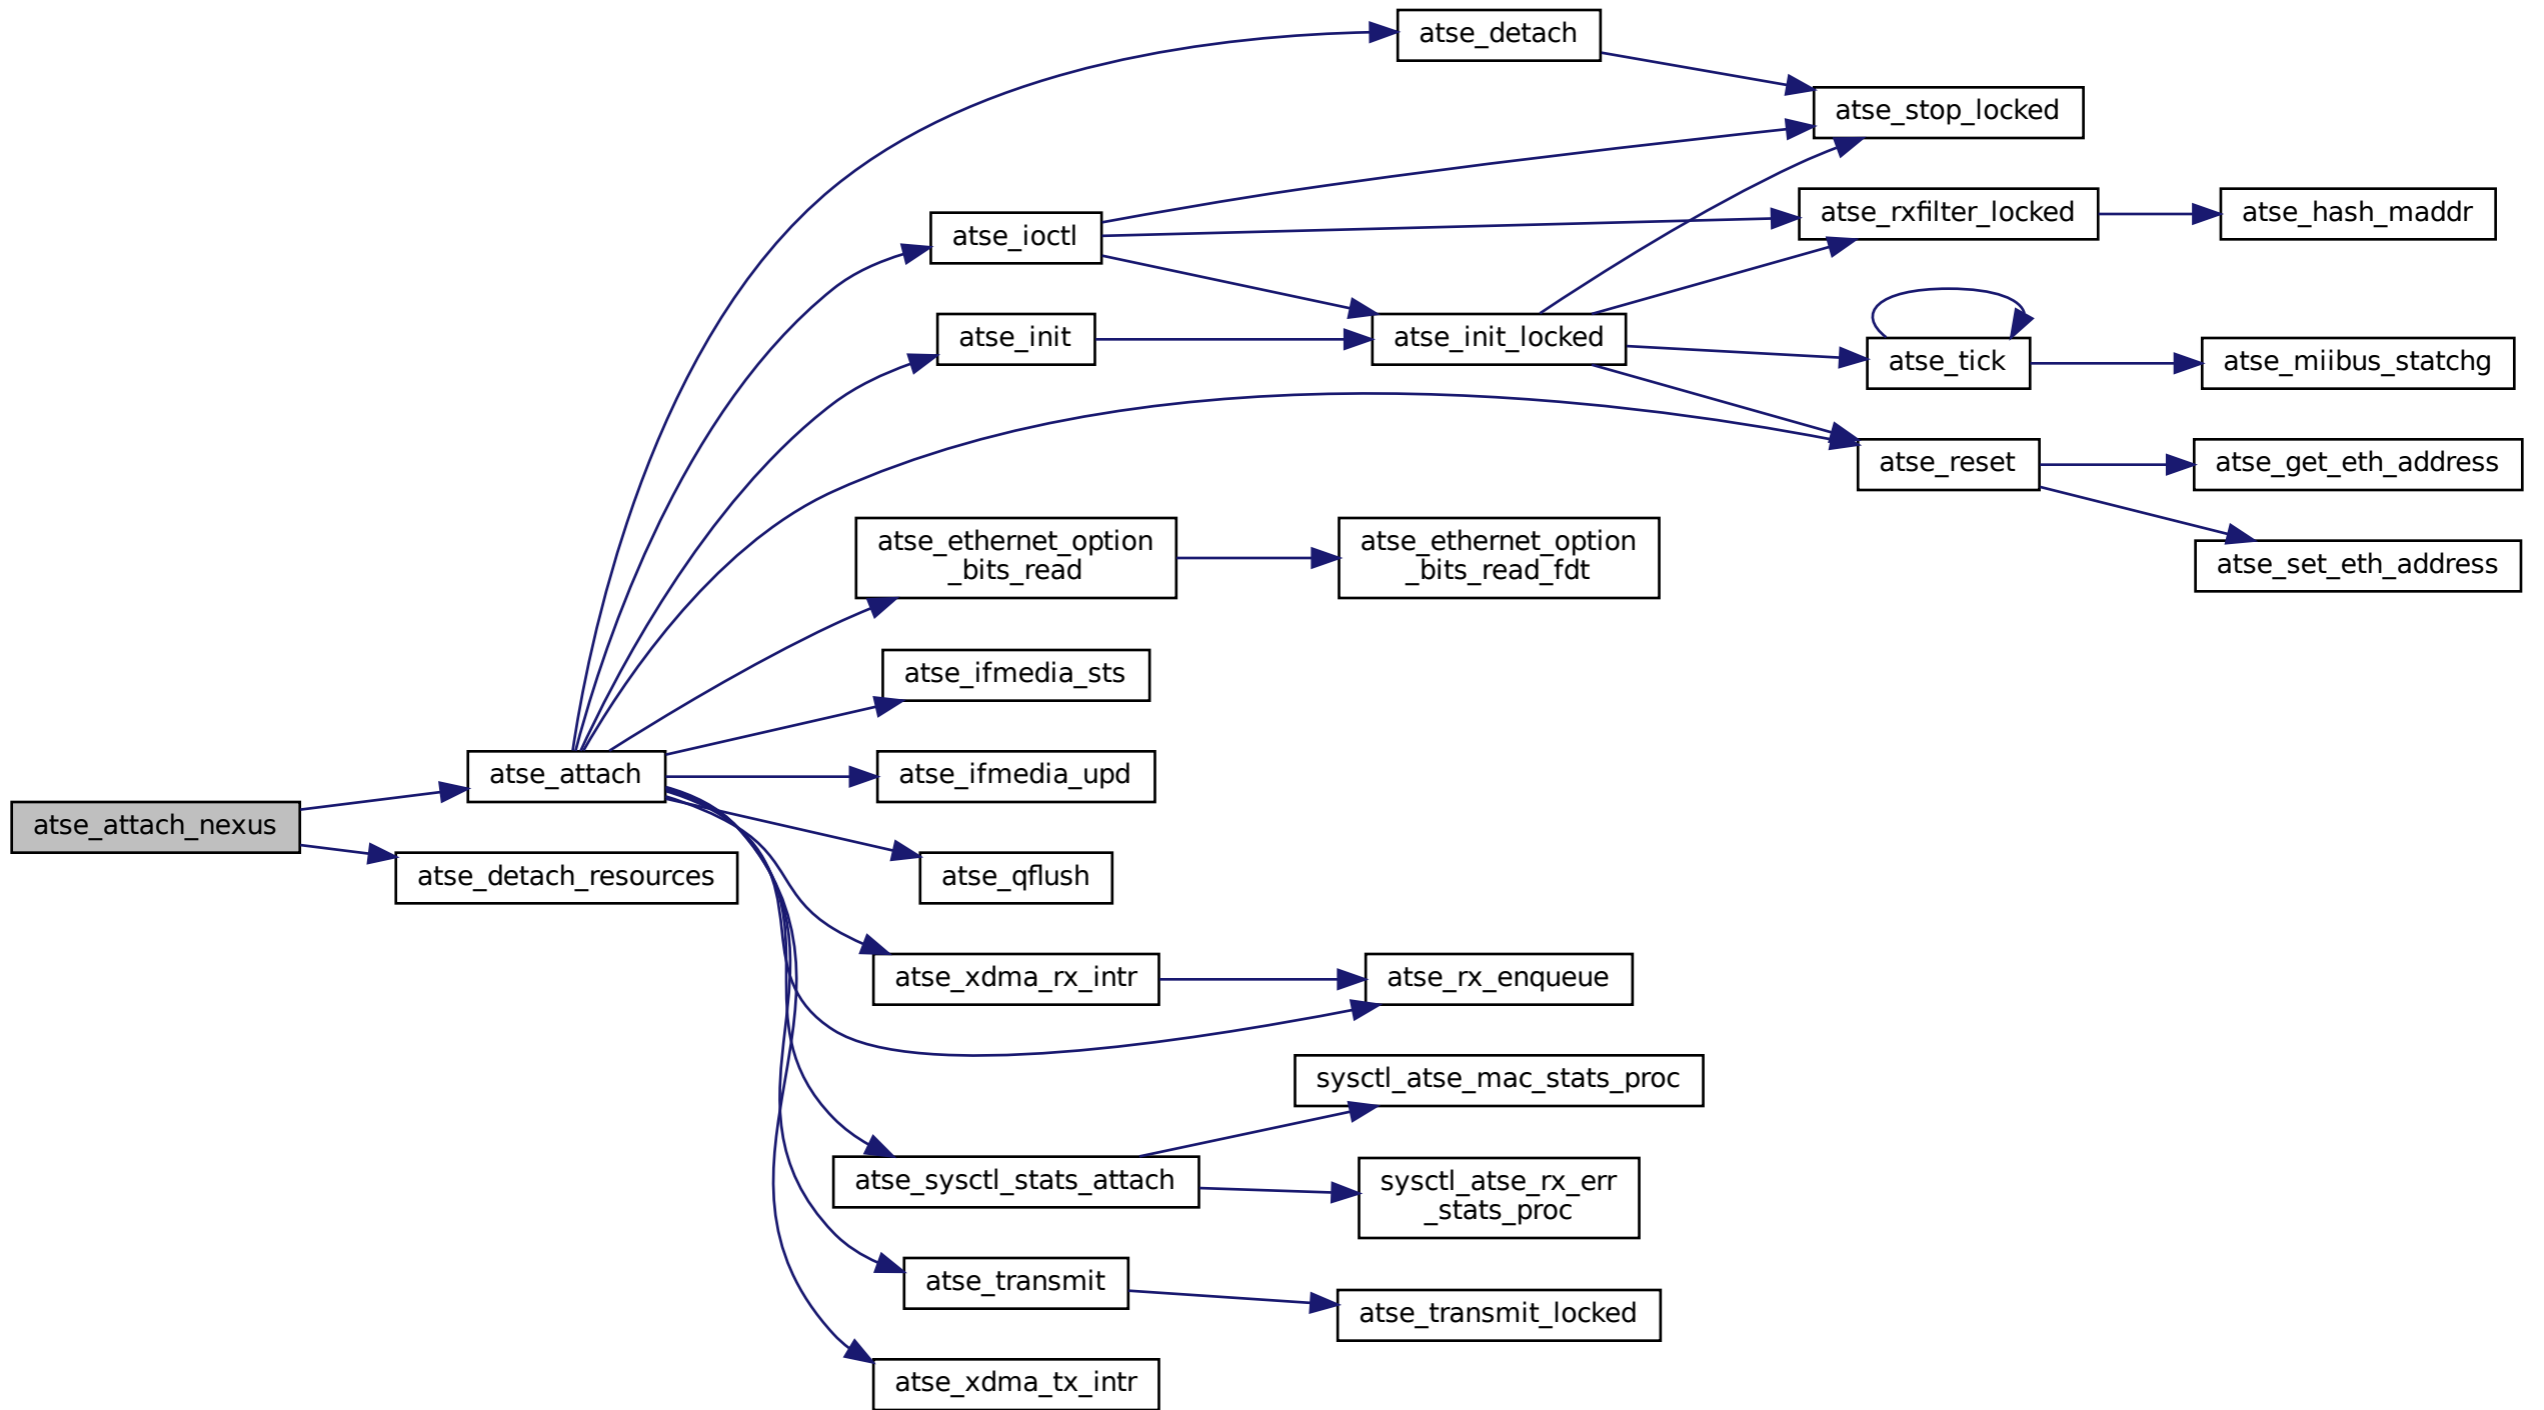 atse_detach
atse_stop_locked
atse_rxfilter_locked
atse_hash_maddr
atse_ioctl
atse_init
atse_init_locked
atse_tick
atse_miibus_statchg
atse_reset
atse_get_eth_address
atse_set_eth_address
atse_ethernet_option
_bits_read
atse_ethernet_option
_bits_read_fdt
atse_ifmedia_sts
atse_attach
atse_ifmedia_upd
atse_attach_nexus
atse_detach_resources
atse_qflush
atse_xdma_rx_intr
atse_rx_enqueue
sysctl_atse_mac_stats_proc
atse_sysctl_stats_attach
sysctl_atse_rx_err
_stats_proc
atse_transmit
atse_transmit_locked
atse_xdma_tx_intr